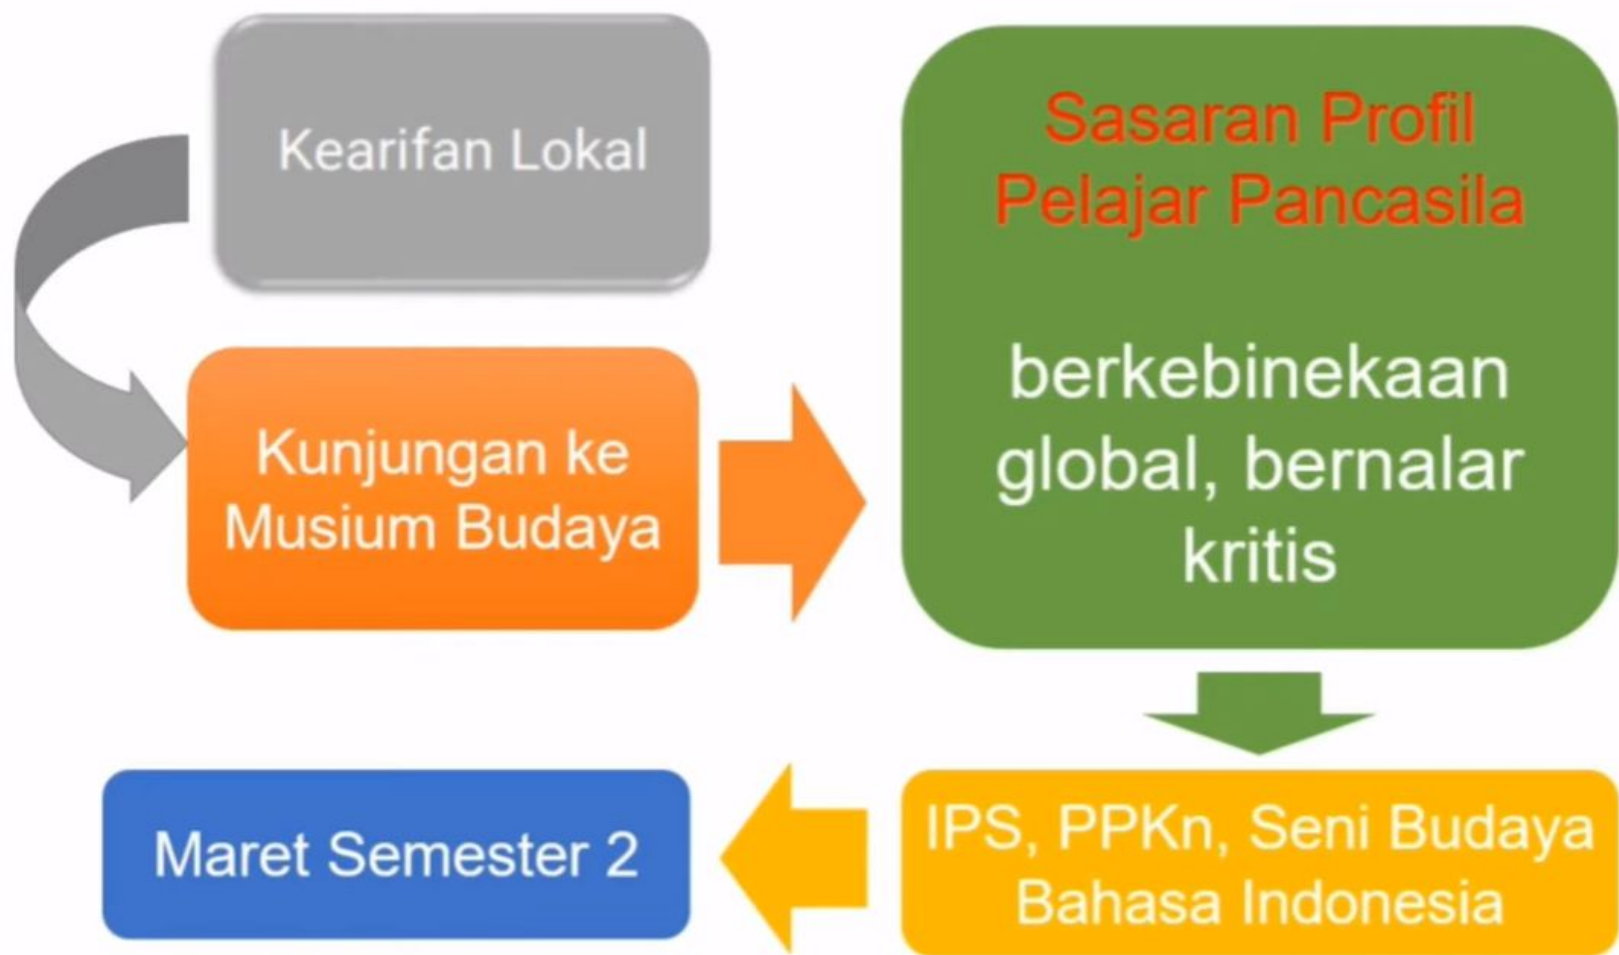 Kearifan Lokal
Kunjungan ke
Musium Budaya
Sasaran Profil
Pelajar Pancasila
berkebinekaan
global, bernalar
kritis
IPS, PPKn, Seni Budaya
Bahasa Indonesia
Maret Semester 2